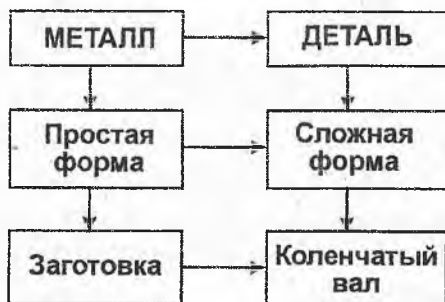 МЕТАЛЛ
ДЕТАЛЬ
Простая
форма
Сложная
форма
Заготовка
Коленчатый
вал